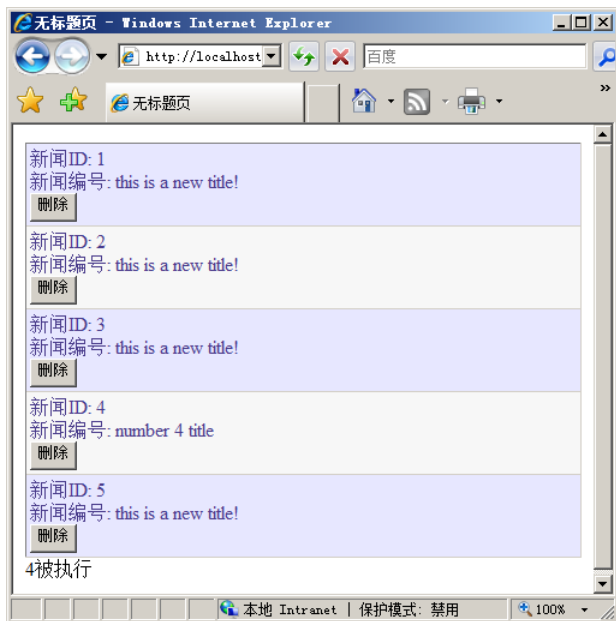 无标题页 - Windows Internet Explorer
http://localhost
百度
无标题页
»
新闻ID: 1
新闻编号: this is a new title!
删除
新闻ID: 2
新闻编号: this is a new title!
删除
新闻ID: 3
新闻编号: this is a new title!
删除
新闻ID: 4
新闻编号: number 4 title
删除
新闻ID: 5
新闻编号: this is a new title!
删除
4被执行
本地 Intranet | 保护模式: 禁用
100%